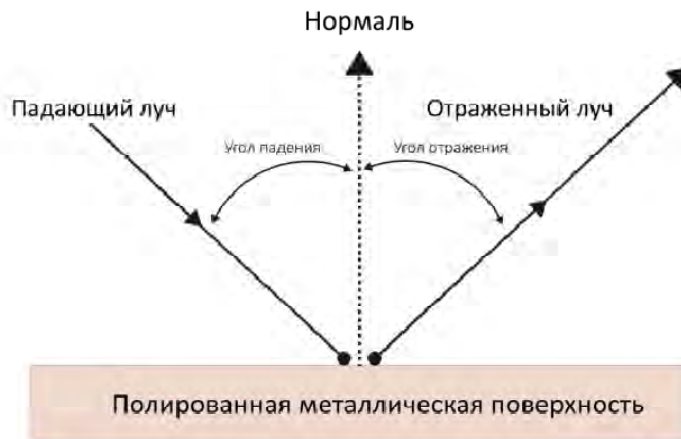 Нормаль
Падающий луч
Отраженный луч
Угол падения
Угол отражения
Полированная металлическая поверхность